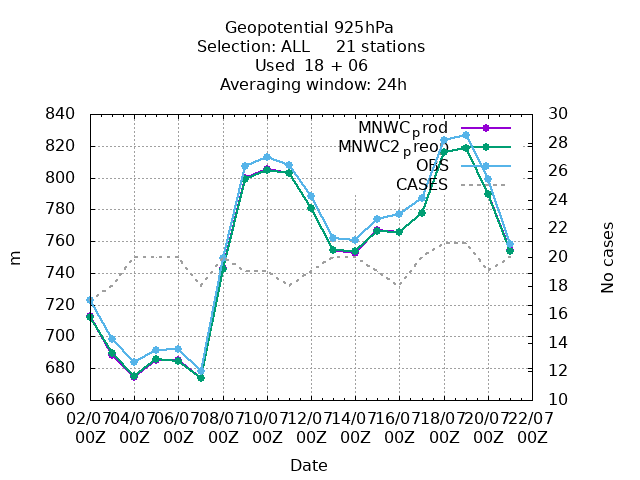 Geopotential 925hPa
Selection: ALL 21 stations
Used 18 + 06
Averaging window: 24h
840
820
800
780
760
740
720
700
680
660
m
30
28
26
24
22
20
18
16
14
12
10
No cases
MNWCprod
MNWC2preop
OBS
CASES
02/07 04/07 06/07 08/07 10/07 12/07 14/07 16/07 18/07 20/07 22/07
00Z 00Z 00Z 00Z 00Z 00Z 00Z 00Z 00Z 00Z 00Z
Date